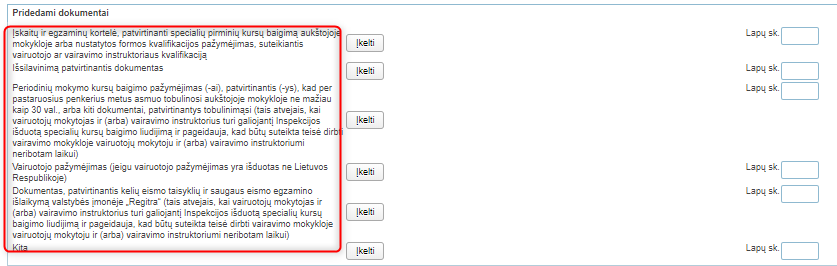 Pridedami dokumentai
Įskaitų ir egzaminų kortelė, patvirtinanti specialių pirminių kursų baigimą aukštojoje
mokykloje arba nustatytos formos kvalifikacijos pažymėjimas, suteikiantis
vairuotojo ar vairavimo instruktoriaus kvalifikaciją
Įkelti
Lapų sk.
Išsilavinimą patvirtinantis dokumentas
Įkelti
Lapų sk.
Periodinių mokymo kursų baigimo pažymėjimas (-ai), patvirtinantis (-ys), kad per
pastaruosius penkerius metus asmuo tobulinosi aukštojoje mokykloje ne mažiau
kaip 30 val., arba kiti dokumentai, patvirtinantys tobulinimąsi (tais atvejais, kai
vairuotojų mokytojas ir (arba) vairavimo instruktorius turi galiojantį Inspekcijos
išduotą specialių kursų baigimo liudijimą ir pageidauja, kad būtų suteikta teisė dirbti
vairavimo mokykloje vairuotojų mokytoju ir (arba) vairavimo instruktoriumi
neribotam laikui)
Įkelti
Lapų sk.
Vairuotojo pažymėjimas (jeigu vairuotojo pažymėjimas yra išduotas ne Lietuvos
Respublikoje)
Įkelti
Lapų sk.
Dokumentas, patvirtinantis kelių eismo taisyklių ir saugaus eismo egzamino
išlaikymą valstybės įmonėje „Regitra“ (tais atvejais, kai vairuotojų mokytojas ir
(arba) vairavimo instruktorius turi galiojantį Inspekcijos išduotą specialių kursų
baigimo liudijimą ir pageidauja, kad būtų suteikta teisė dirbti vairavimo mokykloje
vairuotojų mokytoju ir (arba) vairavimo instruktoriumi neribotam laikui)
Įkelti
Lapų sk.
Kita
Įkelti
Lapų sk.